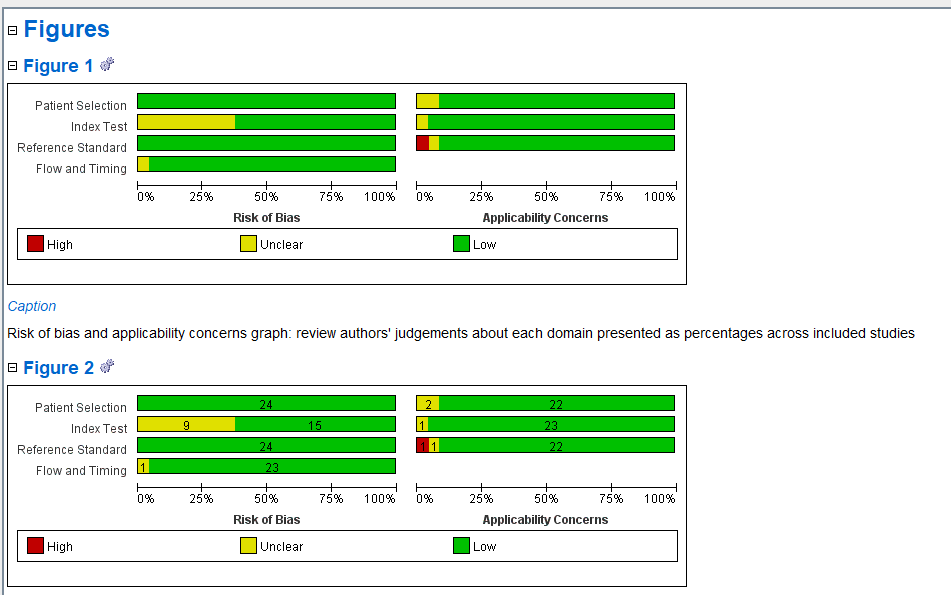 Figures
Figure 1
Patient Selection
Index Test
Reference Standard
Flow and Timing
0% 25% 50% 75% 100% 0% 25% 50% 75% 100%
Risk of Bias Applicability Concerns
High Unclear Low
Caption
Risk of bias and applicability concerns graph: review authors' judgements about each domain presented as percentages across included studies
Figure 2
Patient Selection 24 2 22
Index Test 9 15 1 23
Reference Standard 24 1 1 22
Flow and Timing 1 23
0% 25% 50% 75% 100% 0% 25% 50% 75% 100%
Risk of Bias Applicability Concerns
High Unclear Low